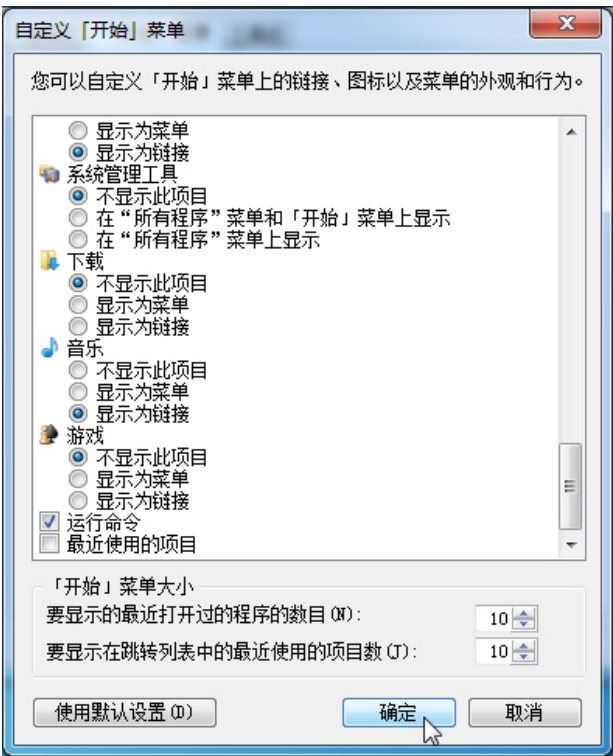 自定义「开始」菜单
您可以自定义「开始」菜单上的链接、图标以及菜单的外观和行为。
显示为菜单
显示为链接
系统管理工具
不显示此项目
在“所有程序”菜单和「开始」菜单上显示
在“所有程序”菜单上显示
下载
不显示此项目
显示为菜单
显示为链接
音乐
不显示此项目
显示为菜单
显示为链接
游戏
不显示此项目
显示为菜单
显示为链接
运行命令
最近使用的项目
「开始」菜单大小
要显示的最近打开过的程序的数目(N): 10
要显示在跳转列表中的最近使用的项目数(J): 10
使用默认设置(D) 确定 取消